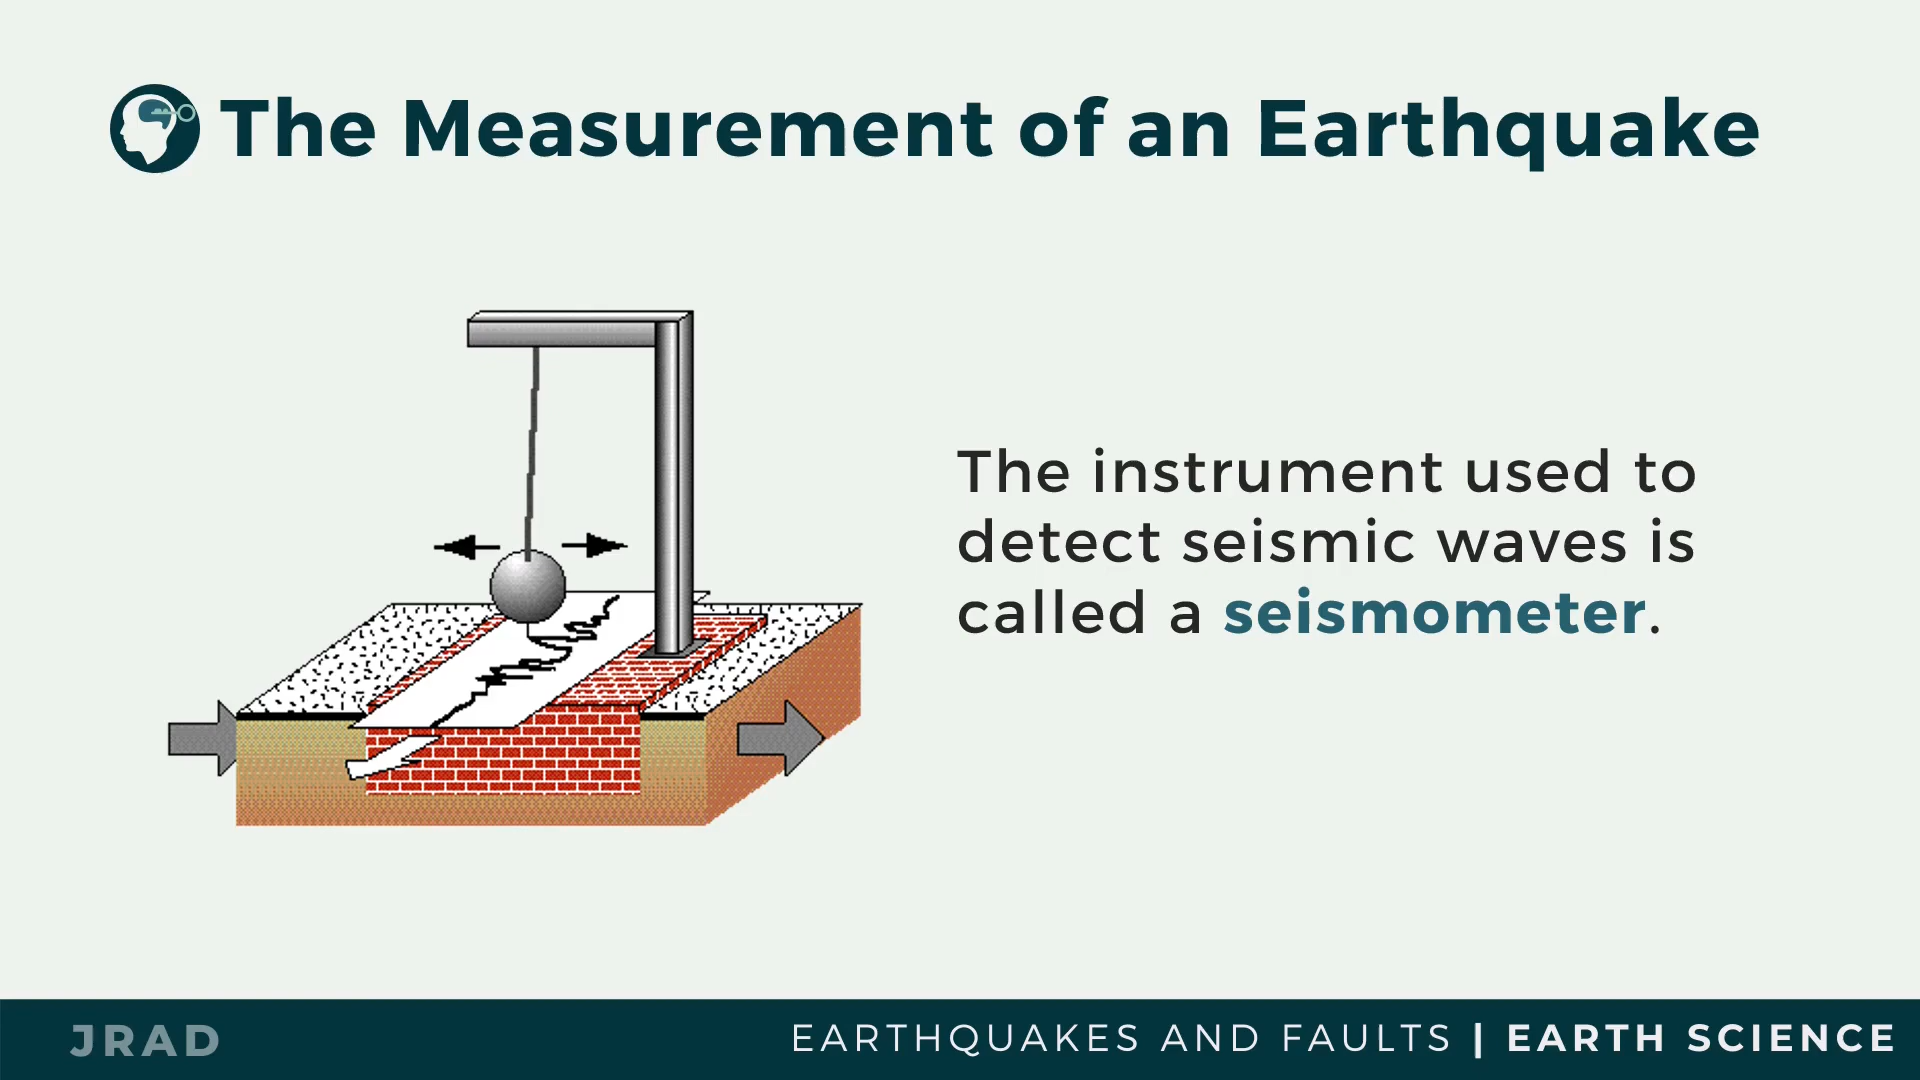 The Measurement of an Earthquake
The instrument used to
detect seismic waves is
called a seismometer.
JRAD
EARTHQUAKES AND FAULTS | EARTH SCIENCE